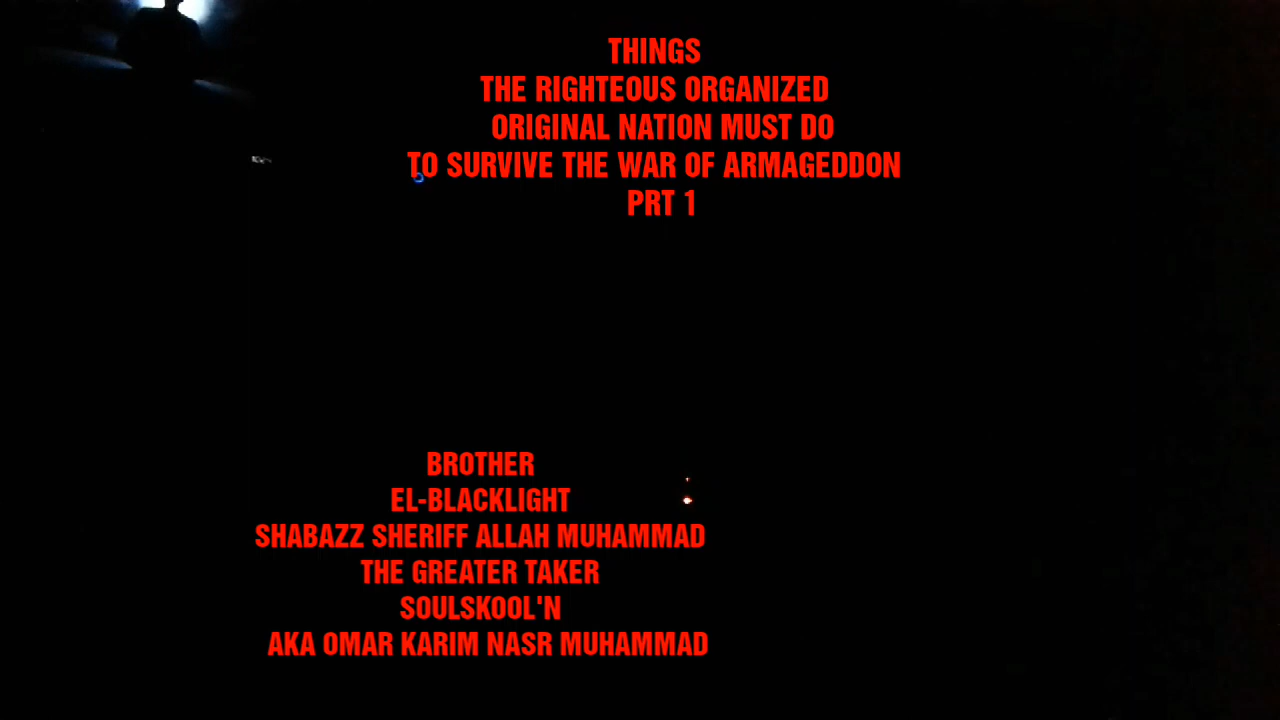 THINGS
THE RIGHTEOUS ORGANIZED
ORIGINAL NATION MUST DO
TO SURVIVE THE WAR OF ARMAGEDDON
PRT 1
BROTHER
EL-BLACKLIGHT
SHABAZZ SHERIFF ALLAH MUHAMMAD
THE GREATER TAKER
SOULSKOOL'N
AKA OMAR KARIM NASR MUHAMMAD